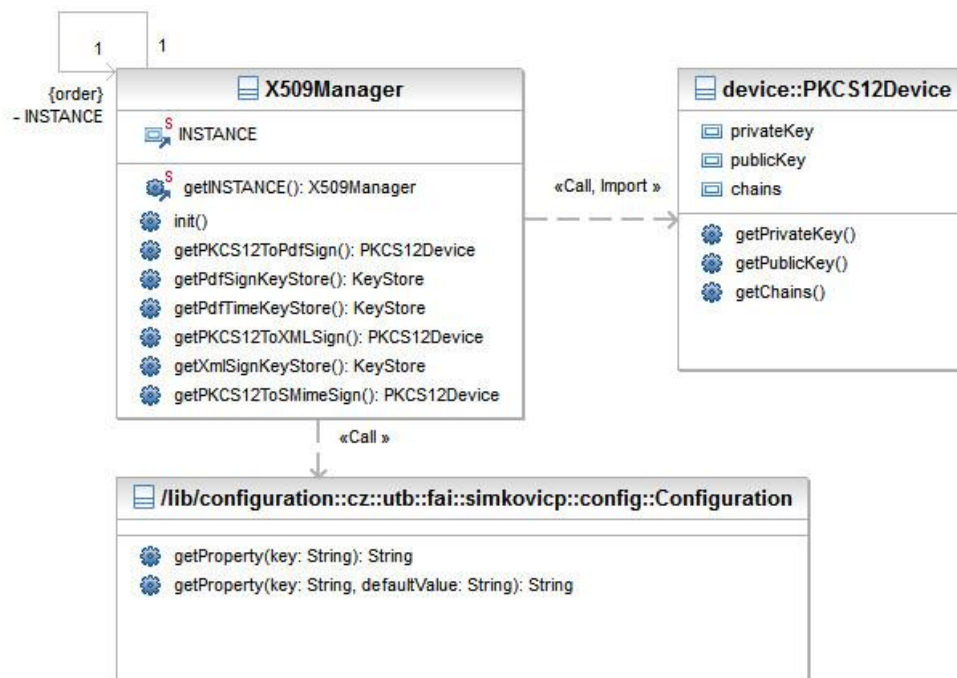 1
1
{order}
- INSTANCE
X509Manager
S
INSTANCE
S
getINSTANCE(): X509Manager
init()
getPKCS12ToPdfSign(): PKCS12Device
getPdfSignKeyStore(): KeyStore
getPdfTimeKeyStore(): KeyStore
getPKCS12ToXMLSign(): PKCS12Device
getXmlSignKeyStore(): KeyStore
getPKCS12ToSMimeSign(): PKCS12Device
«Call, Import »
device::PKCS12Device
privateKey
publicKey
chains
getPrivateKey()
getPublicKey()
getChains()
«Call »
/lib/configuration::cz::utb::fai::simkovicp::config::Configuration
getProperty(key: String): String
getProperty(key: String, defaultValue: String): String